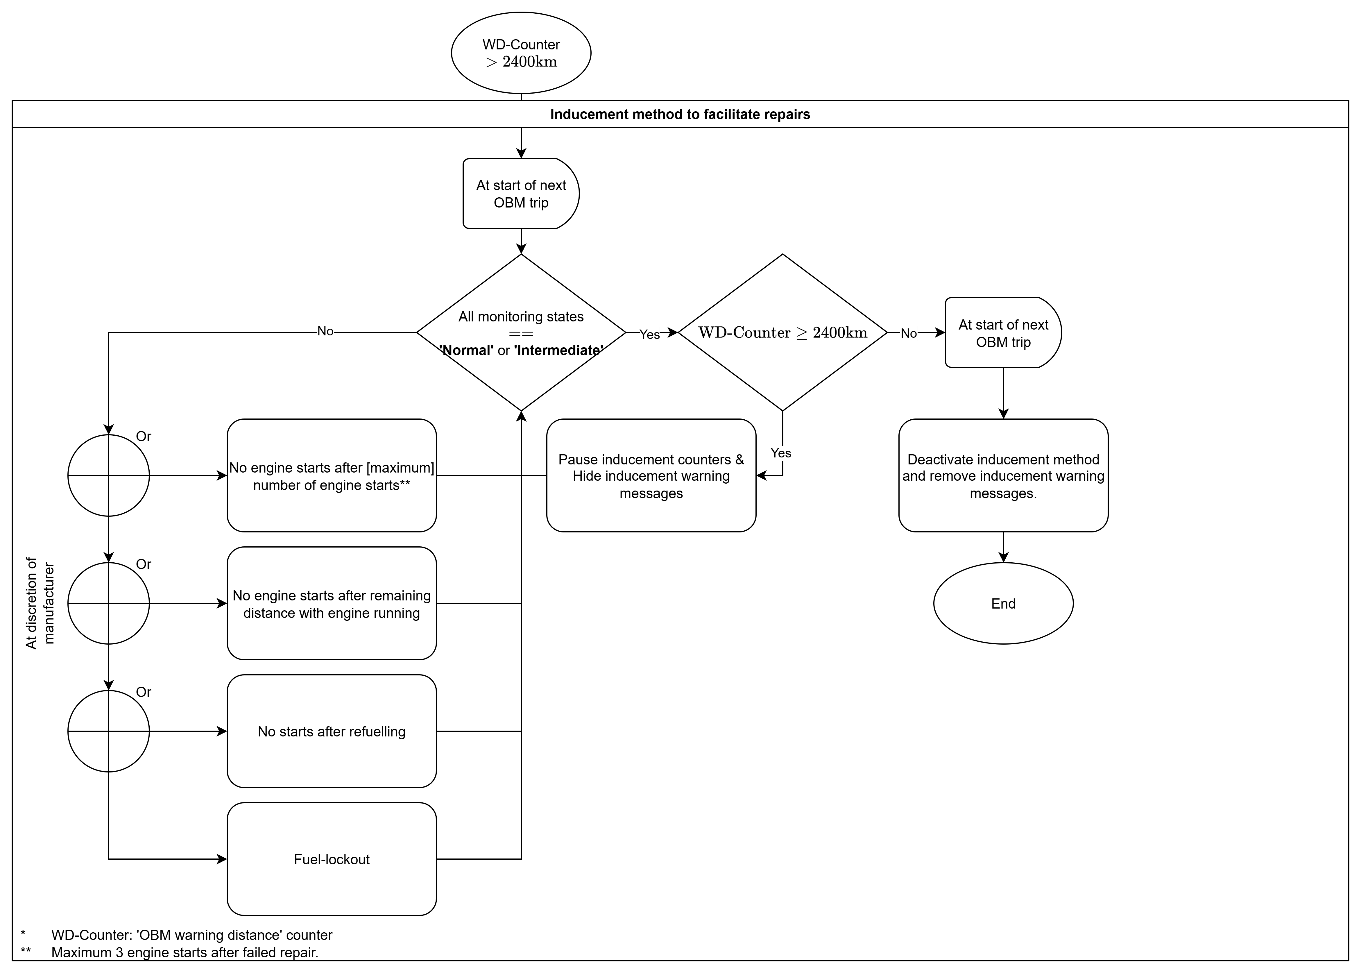 WD-Counter
> 2400km
Inducement method to facilitate repairs
At start of next
OBM trip
All monitoring states
==
'Normal' or 'Intermediate'
No
Yes
WD-Counter ≥ 2400km
No
At start of next
OBM trip
Yes
Or
No engine starts after [maximum]
number of engine starts**
Pause inducement counters &
Hide inducement warning
messages
Deactivate inducement method
and remove inducement warning
messages.
At discretion of
manufacturer
Or
No engine starts after remaining
distance with engine running
End
Or
No starts after refuelling
Fuel-lockout
* WD-Counter: 'OBM warning distance' counter
** Maximum 3 engine starts after failed repair.